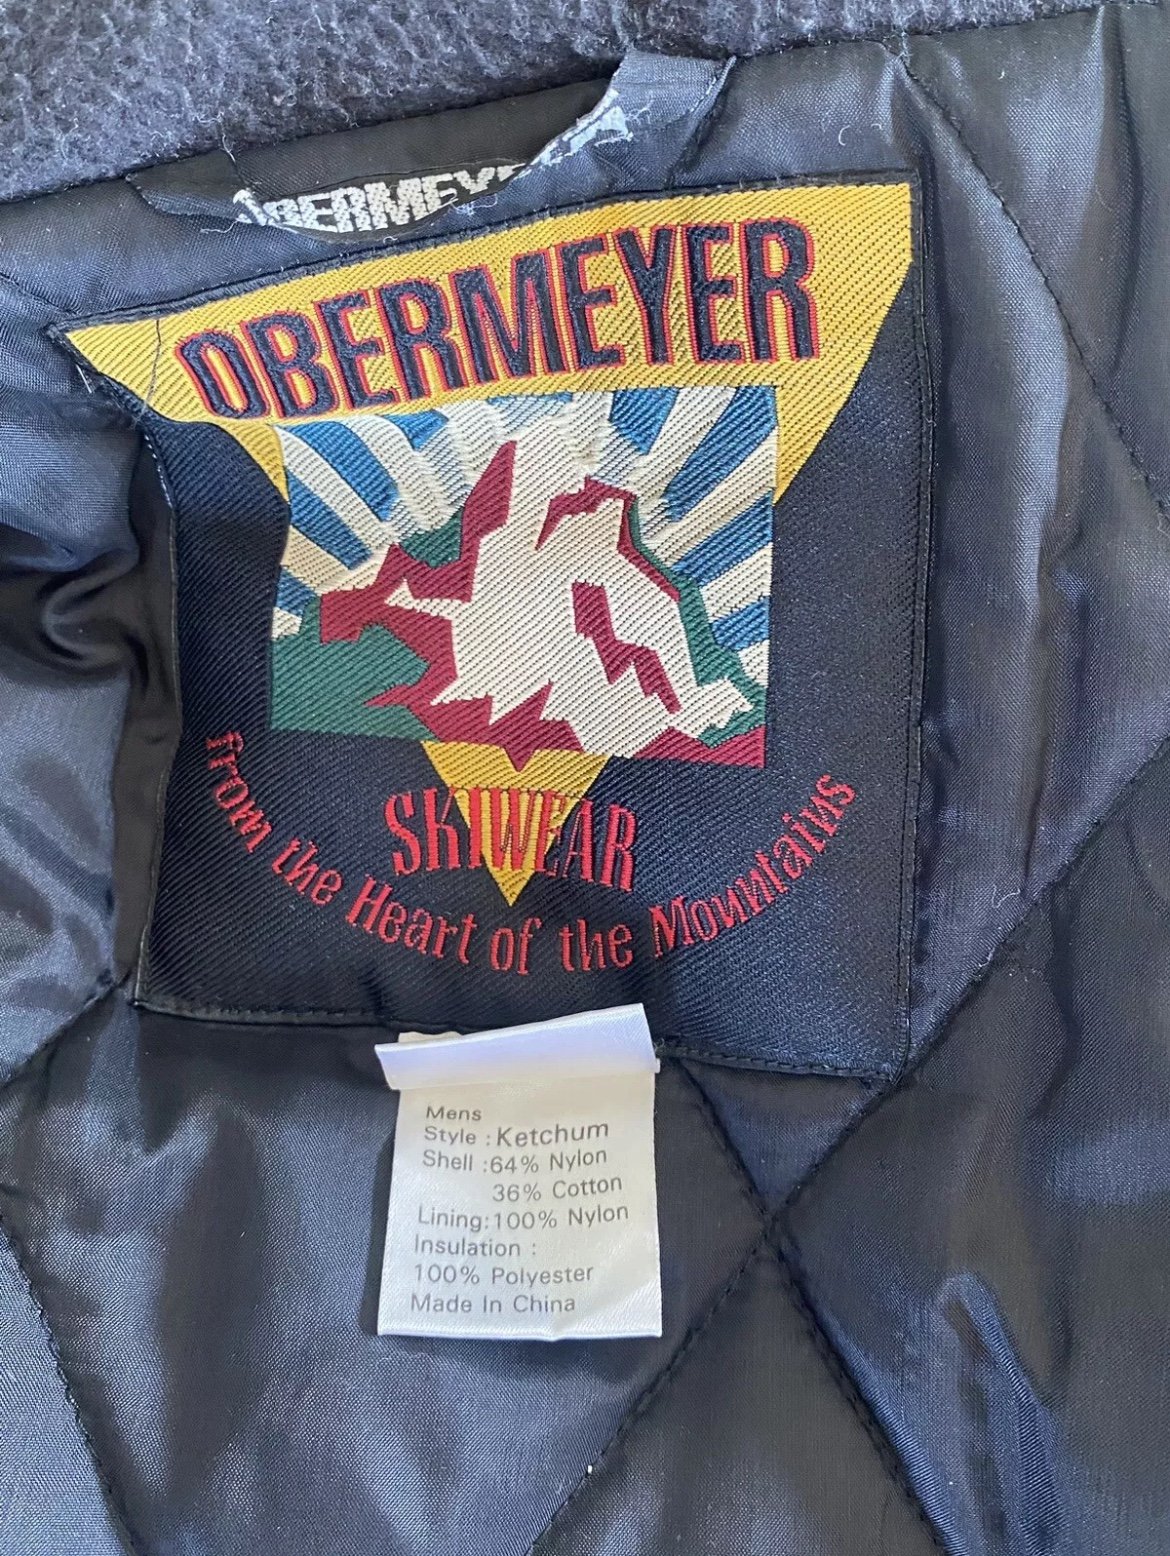 OBERMEYER
OBERMEYER
SKIWEAR
from the Heart of the Mountains
Mens
Style : Ketchum
Shell :64% Nylon
36% Cotton
Lining:100% Nylon
Insulation :
100% Polyester
Made In China